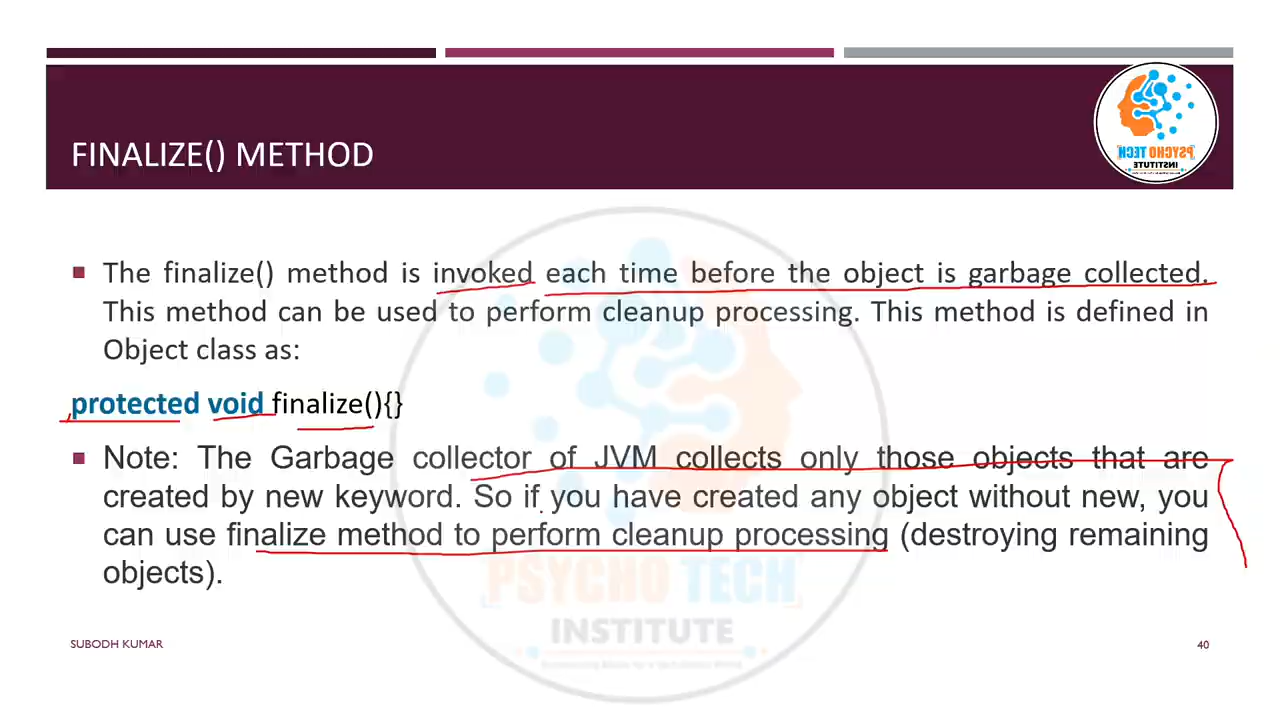 PSYCHO TECH
INSTITUTE
FINALIZE() METHOD
The finalize() method is invoked each time before the object is garbage collected.
This method can be used to perform cleanup processing. This method is defined in
Object class as:
protected void finalize(){}
Note: The Garbage collector of JVM collects only those objects that are
created by new keyword. So if you have created any object without new, you
can use finalize method to perform cleanup processing (destroying remaining
objects).
PSYCHO TECH
INSTITUTE
SUBODH KUMAR
40